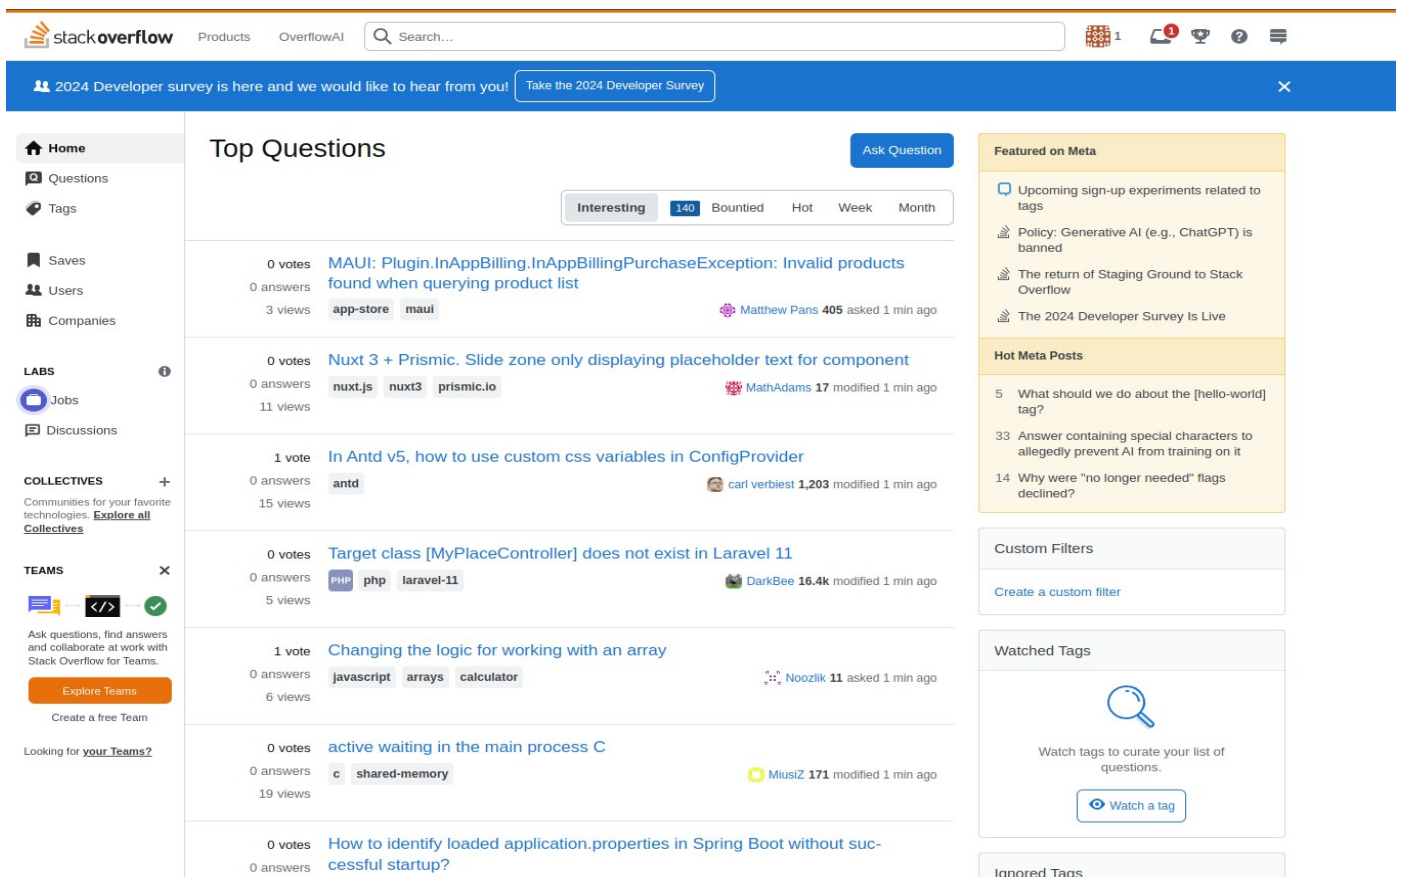 stackoverflow Products OverflowAI Search... 1 1
2024 Developer survey is here and we would like to hear from you! Take the 2024 Developer Survey
Home
Questions
Tags
Saves
Users
Companies
LABS
Jobs
Discussions
COLLECTIVES
Communities for your favorite
technologies. Explore all
Collectives
TEAMS
</>
Ask questions, find answers
and collaborate at work with
Stack Overflow for Teams.
Explore Teams
Create a free Team
Looking for your Teams?
Top Questions
Ask Question
Interesting 140 Bountied Hot Week Month
0 votes
0 answers
3 views
MAUI: Plugin.InAppBilling.InAppBillingPurchaseException: Invalid products
found when querying product list
app-store maui
Matthew Pans 405 asked 1 min ago
0 votes
0 answers
11 views
Nuxt 3 + Prismic. Slide zone only displaying placeholder text for component
nuxt.js nuxt3 prismic.io
MathAdams 17 modified 1 min ago
1 vote
0 answers
15 views
In Antd v5, how to use custom css variables in ConfigProvider
antd
carl verbiest 1,203 modified 1 min ago
0 votes
0 answers
5 views
Target class [MyPlaceController] does not exist in Laravel 11
PHP php laravel-11
DarkBee 16.4k modified 1 min ago
1 vote
0 answers
6 views
Changing the logic for working with an array
javascript arrays calculator
Noozlik 11 asked 1 min ago
0 votes
0 answers
19 views
active waiting in the main process C
c shared-memory
MiusiZ 171 modified 1 min ago
0 votes
0 answers
How to identify loaded application.properties in Spring Boot without suc-
cessful startup?
Featured on Meta
Upcoming sign-up experiments related to
tags
Policy: Generative AI (e.g., ChatGPT) is
banned
The return of Staging Ground to Stack
Overflow
The 2024 Developer Survey Is Live
Hot Meta Posts
5 What should we do about the [hello-world]
tag?
33 Answer containing special characters to
allegedly prevent AI from training on it
14 Why were "no longer needed" flags
declined?
Custom Filters
Create a custom filter
Watched Tags
Watch tags to curate your list of
questions.
Watch a tag
Ignored Tags